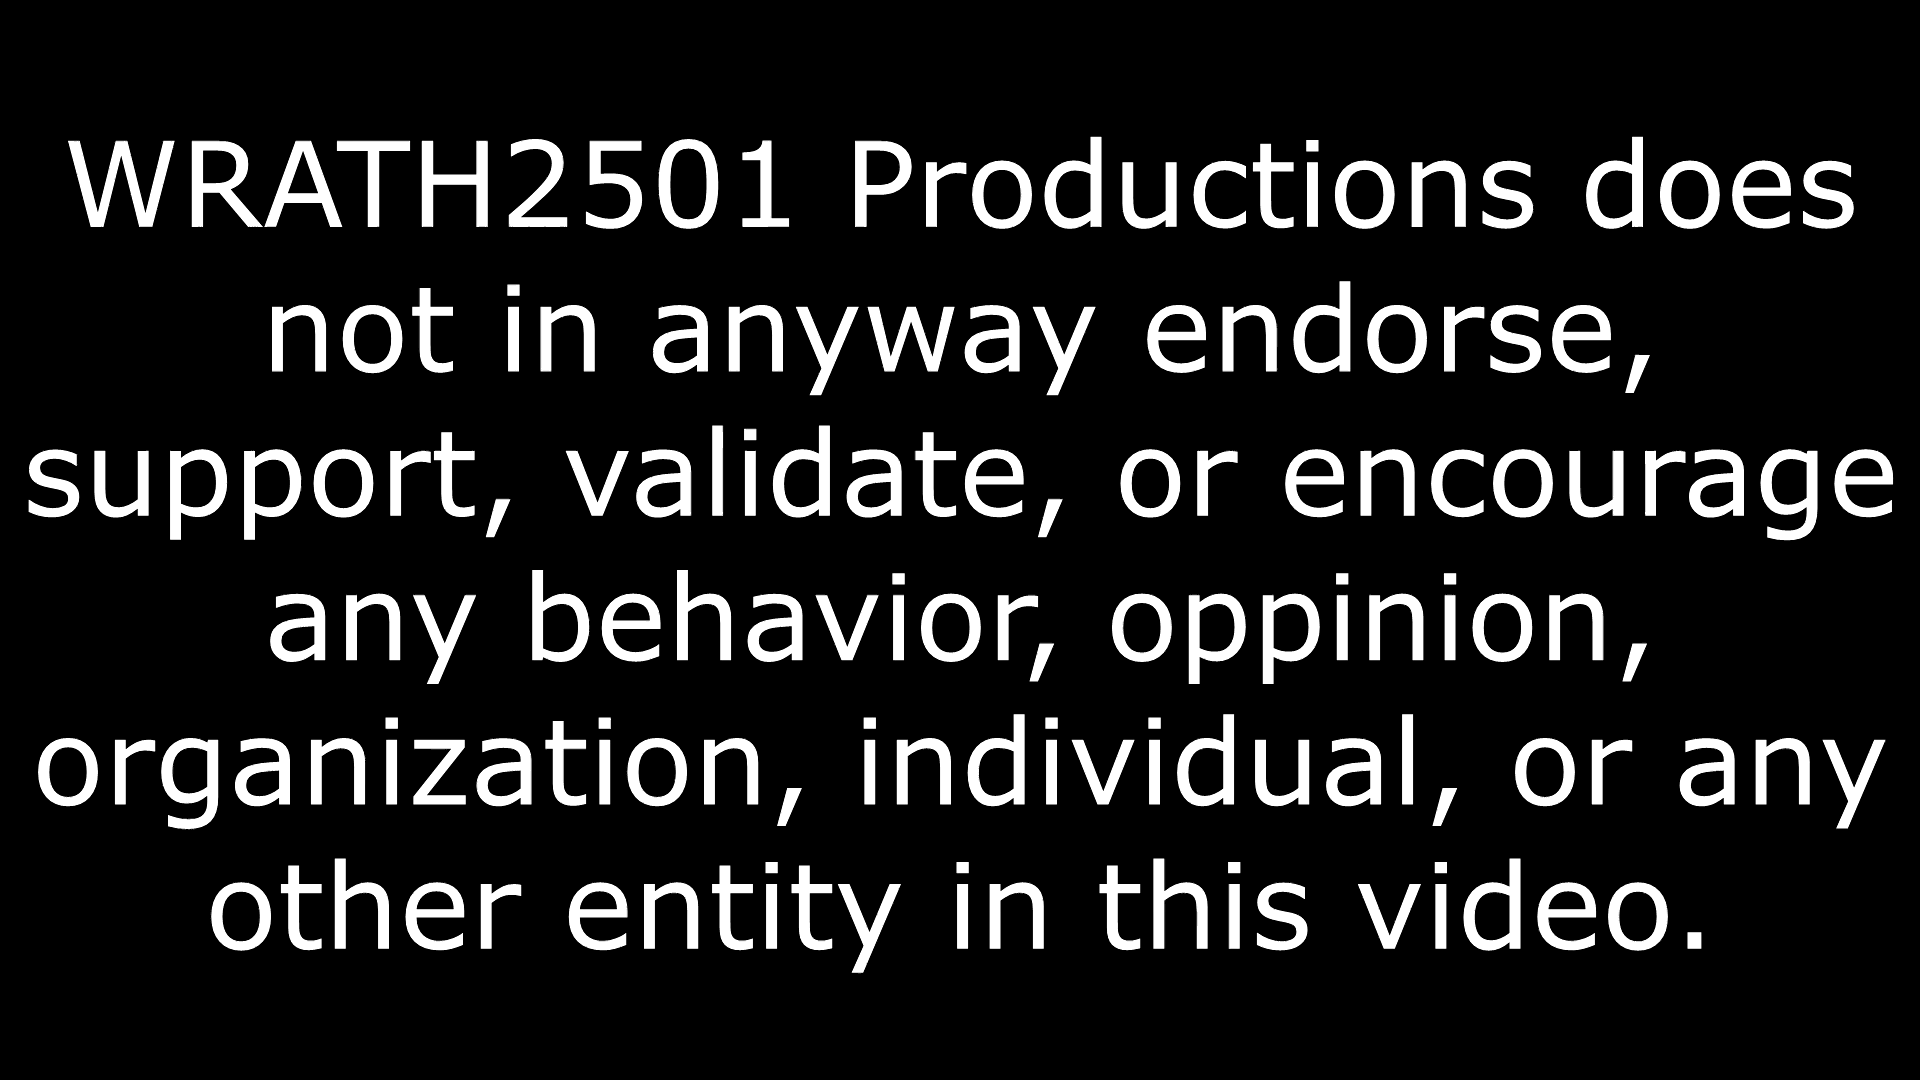 WRATH2501 Productions does
not in anyway endorse,
support, validate, or encourage
any behavior, oppinion,
organization, individual, or any
other entity in this video.